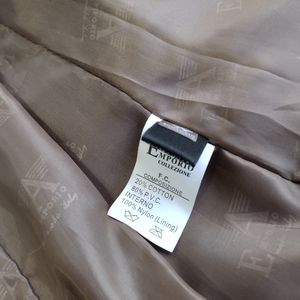 EMPORIO
COLLEZIONE
F.C.
COMPOSIZIONE
20% COTTON
80% P.V.C.
INTERNO
100% Nylon (Lining)